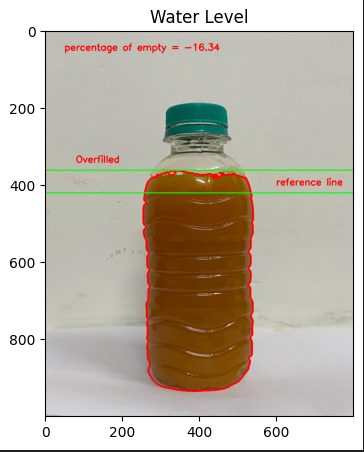 Water Level
0
percentage of empty = -16.34
200
Overfilled
reference line
400
600
800
0 200 400 600